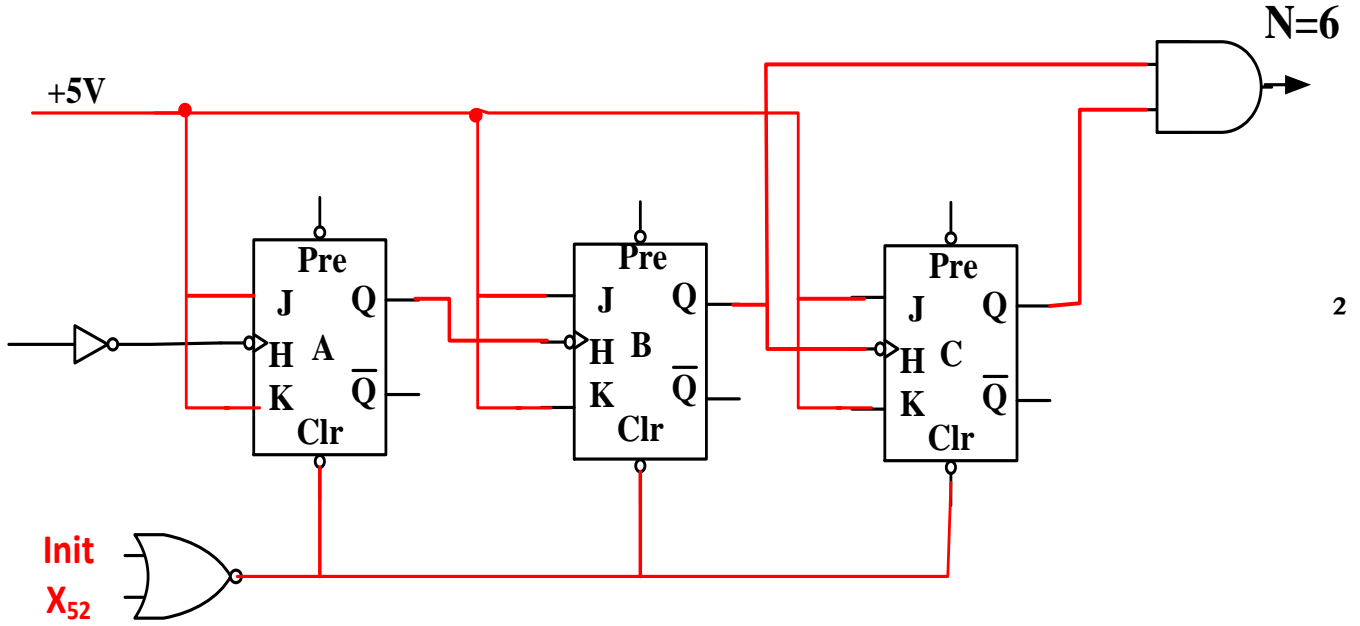 N=6
+5V
Pre
J Q
H A
K Q̅
Clr
Pre
J Q
H B
K Q̅
Clr
Pre
J Q
H C
K Q̅
Clr
2
Init
X₅₂